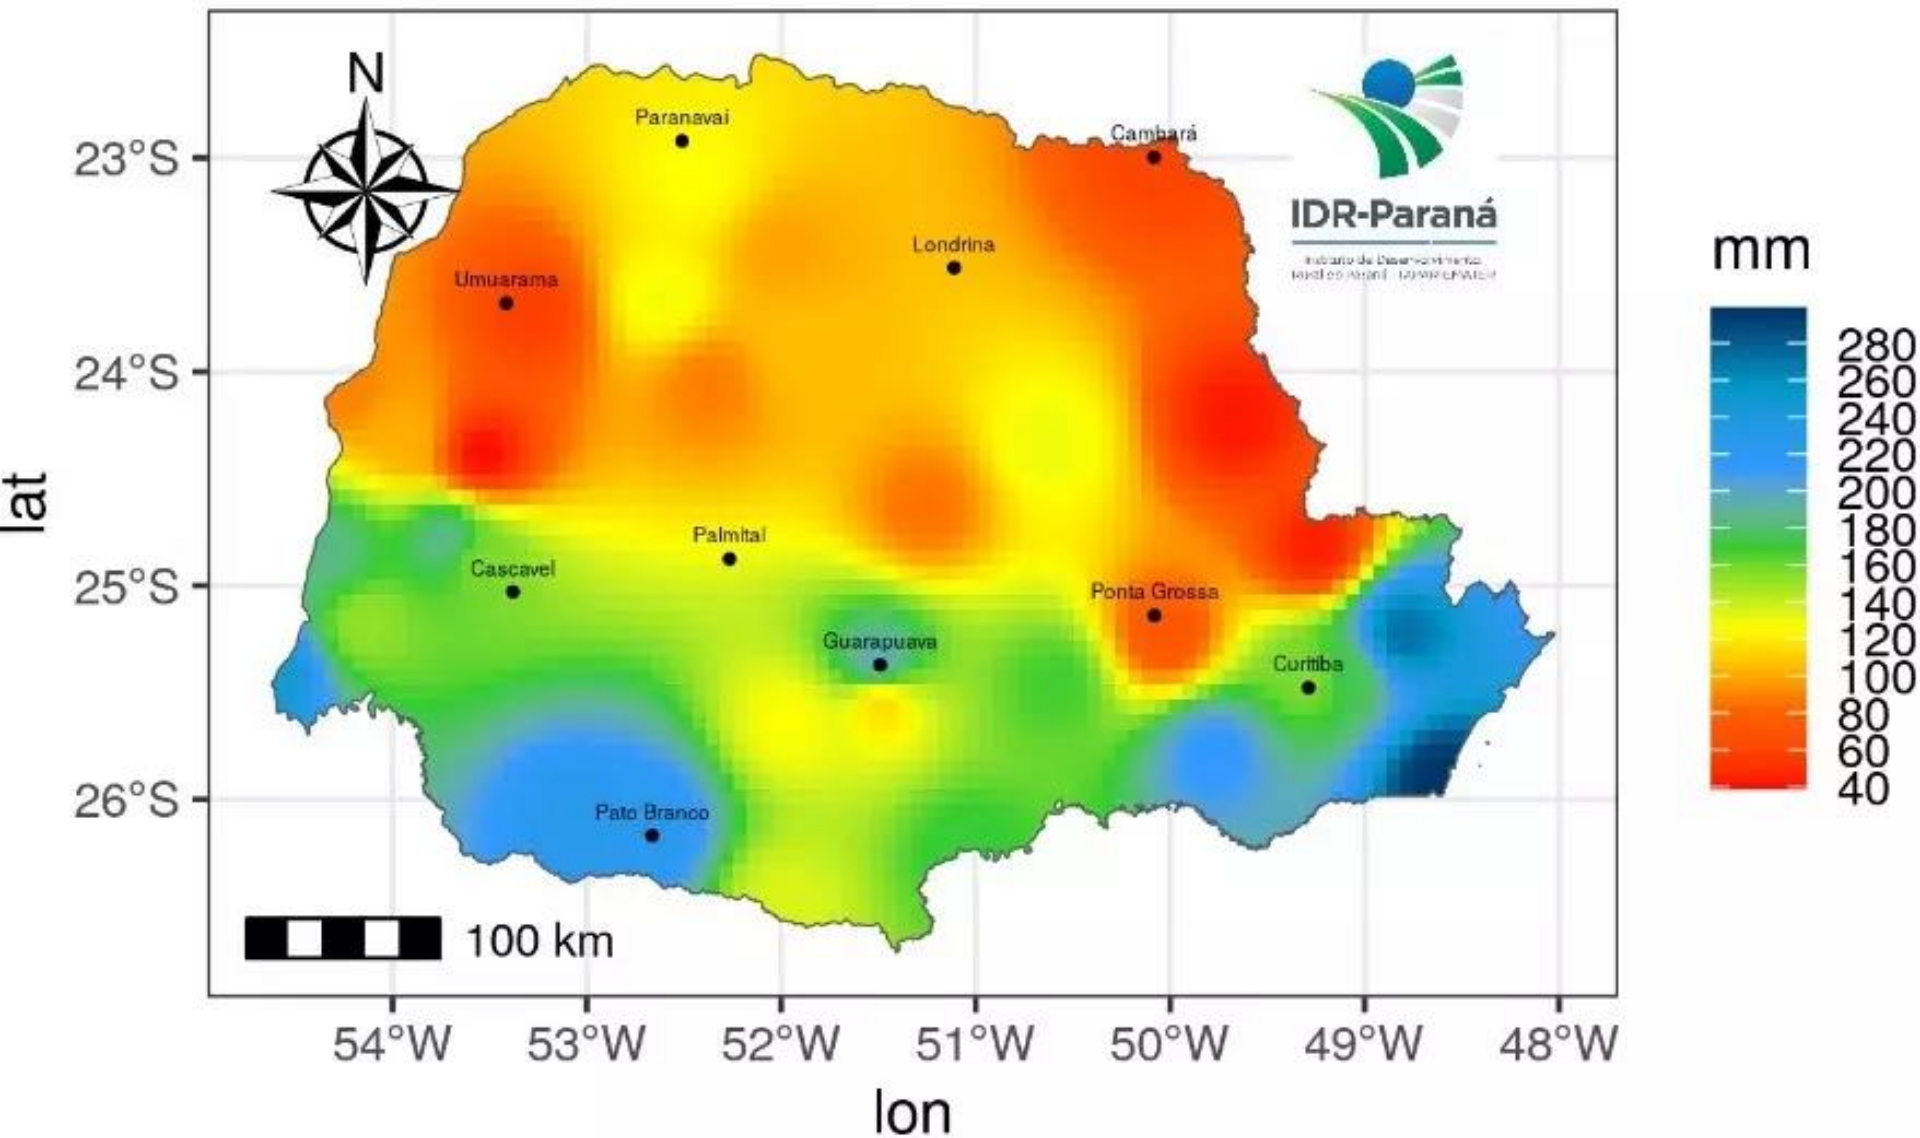 N
Paranavaí
Cambará
23°S
IDR-Paraná
Londrina
mm
Umuarama
280
260
24°S
240
220
lat
200
Palmital
180
Cascavel
160
25°S
Ponta Grossa
140
Guarapuava
120
Curitiba
100
80
60
26°S
40
Pato Branco
100 km
54°W
53°W
52°W
51°W
50°W
49°W
48°W
lon